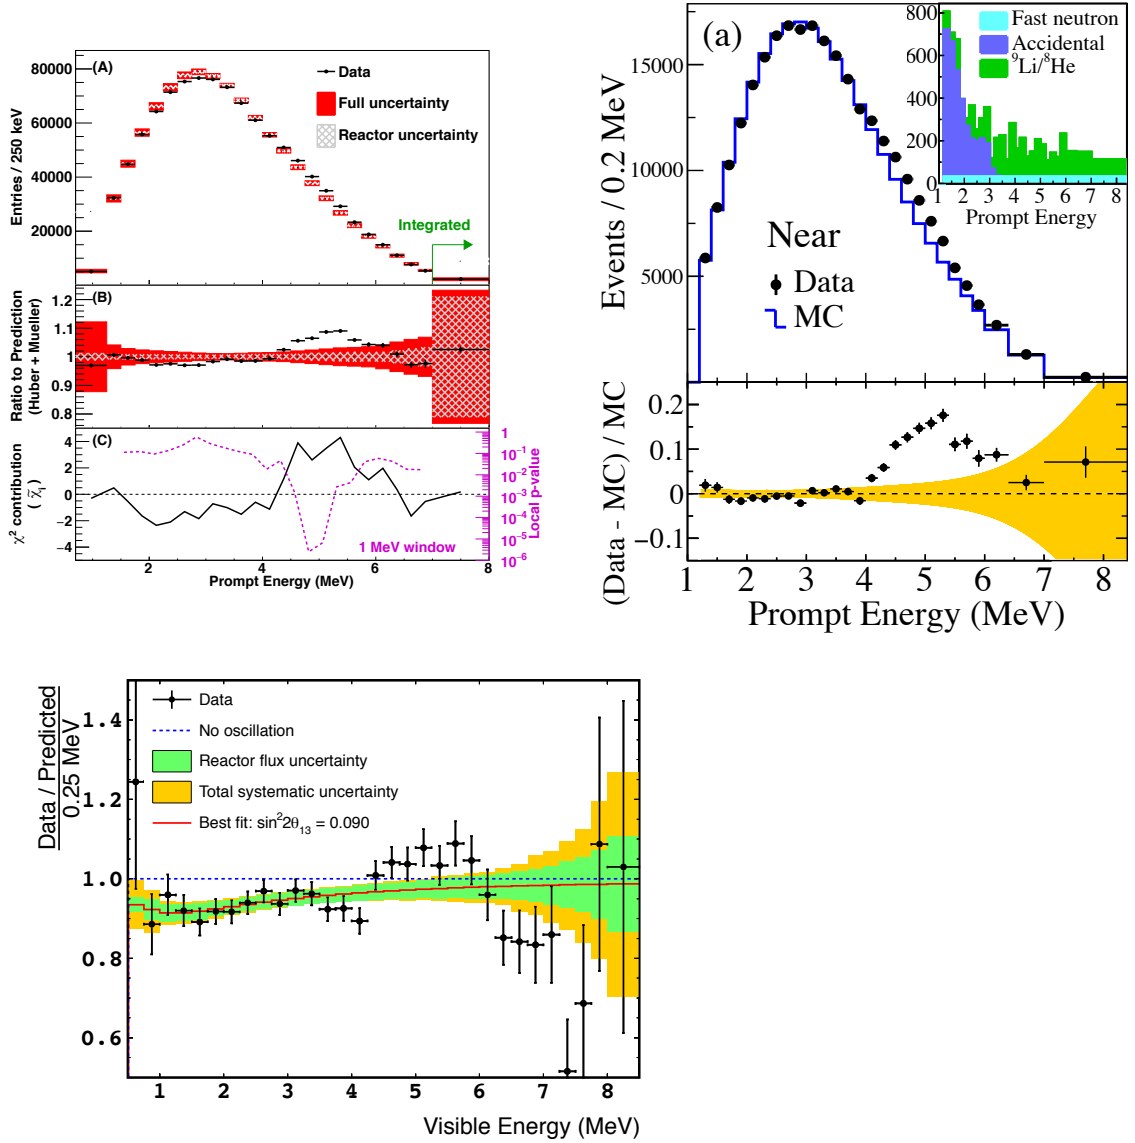 (A)
Entries / 250 keV
80000
60000
40000
20000
Data
Full uncertainty
Reactor uncertainty
Integrated
(B)
Ratio to Prediction
(Huber + Mueller)
1.2
1.1
1
0.9
0.8
(C)
χ² contribution
( χ̃ᵢ )
4
2
0
−2
−4
1
10⁻¹
10⁻²
10⁻³
10⁻⁴
10⁻⁵
10⁻⁶
Local p-value
1 MeV window
2 4 6 8
Prompt Energy (MeV)
(a)
Events / 0.2 MeV
15000
10000
5000
Near
Data
MC
800
600
400
200
0
Fast neutron
Accidental
⁹Li/⁸He
1 2 3 4 5 6 7 8
Prompt Energy
(Data - MC) / MC
0.2
0.1
0
−0.1
1 2 3 4 5 6 7 8
Prompt Energy (MeV)
Data / Predicted
0.25 MeV
1.4
1.2
1.0
0.8
0.6
Data
No oscillation
Reactor flux uncertainty
Total systematic uncertainty
Best fit: sin²2θ₁₃ = 0.090
1 2 3 4 5 6 7 8
Visible Energy (MeV)